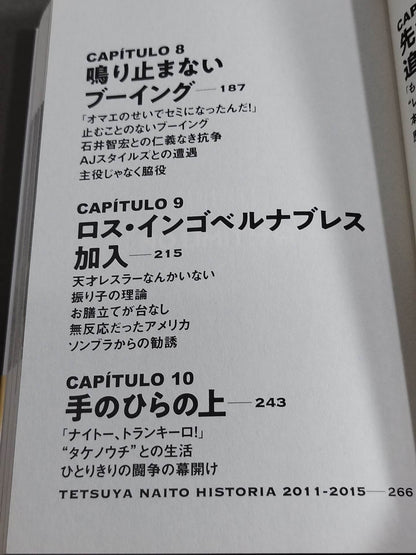 CAPÍTULO 8
鳴り止まない
ブーイング——187
「オマエのせいでセミになったんだ!」
止むことのないブーイング
石井智宏との仁義なき抗争
AJスタイルズとの遭遇
主役じゃなく脇役
CAPÍTULO 9
ロス・インゴベルナブレス
加入——215
天才レスラーなんかいない
振り子の理論
お膳立てが台なし
無反応だったアメリカ
ソンブラからの勧誘
CAPÍTULO 10
手のひらの上——243
「ナイトー、トランキーロ!」
“タケノウチ”との生活
ひとりきりの闘争の幕開け
TETSUYA NAITO HISTORIA 2011-2015——266